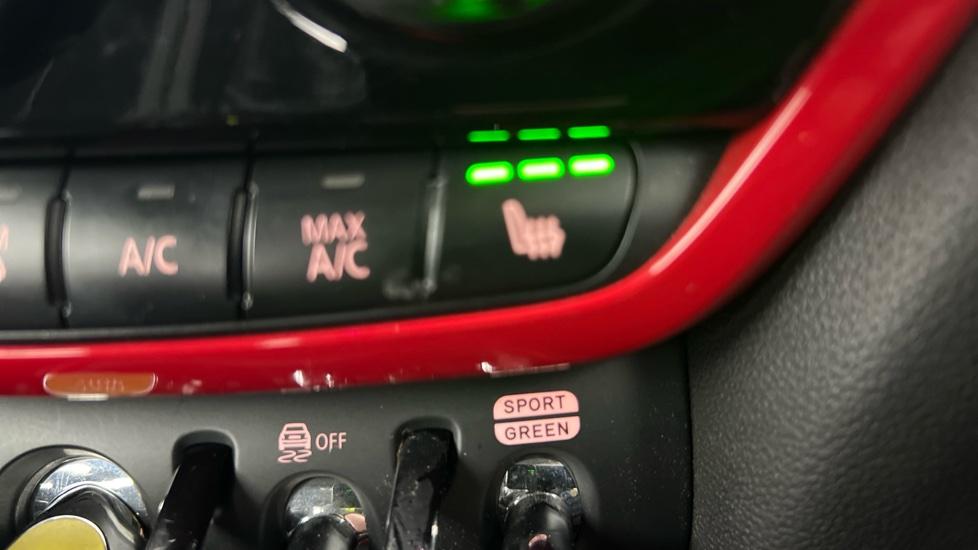 A/C
MAX
A/C
OFF
SPORT
GREEN